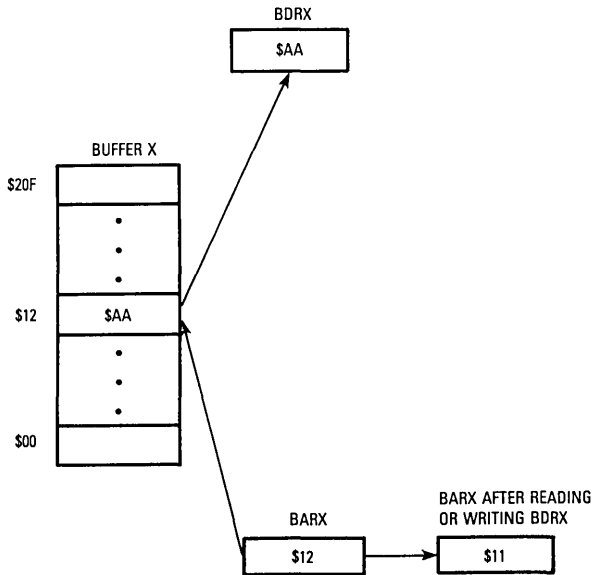 BDRX
$AA
BUFFER X
$20F
$12
$AA
$00
BARX
$12
BARX AFTER READING
OR WRITING BDRX
$11